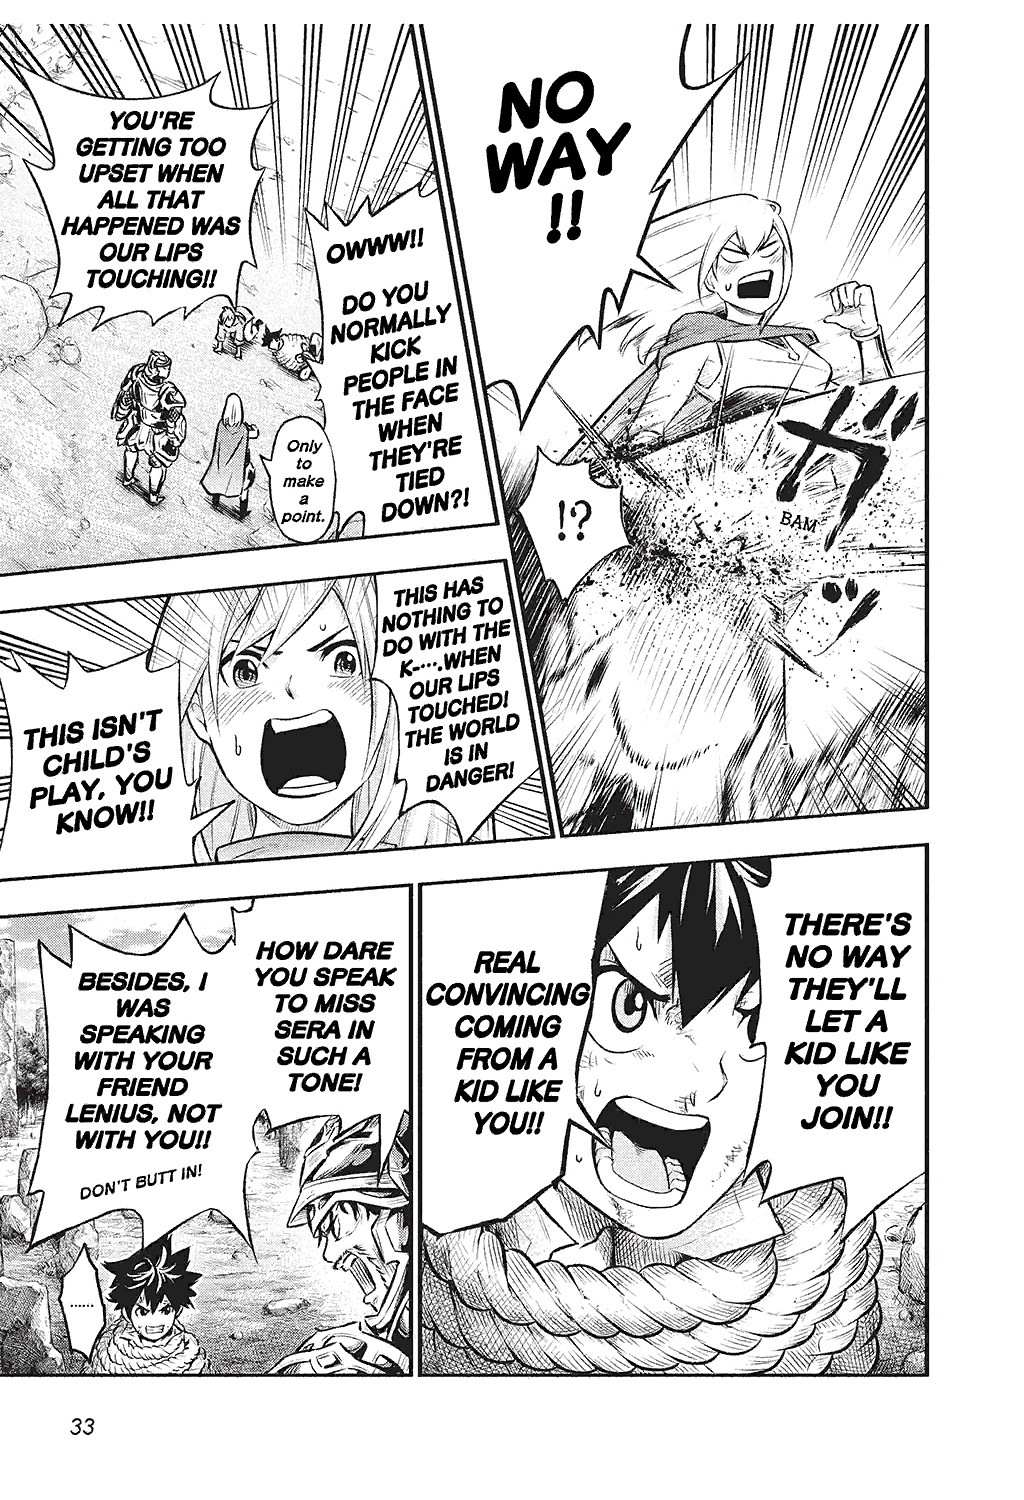 NO
WAY
!!
!?
ガッ
BAM
OWWW!!
DO YOU
NORMALLY
KICK
PEOPLE IN
THE FACE
WHEN
THEY'RE
TIED
DOWN?!
Only
to
make
a
point.
YOU'RE
GETTING TOO
UPSET WHEN
ALL THAT
HAPPENED WAS
OUR LIPS
TOUCHING!!
THIS HAS
NOTHING TO
DO WITH THE
K-....WHEN
OUR LIPS
TOUCHED!
THE WORLD
IS IN
DANGER!
THIS ISN'T
CHILD'S
PLAY, YOU
KNOW!!
THERE'S
NO WAY
THEY'LL
LET A
KID LIKE
YOU
JOIN!!
REAL
CONVINCING
COMING
FROM A
KID LIKE
YOU!!
HOW DARE
YOU SPEAK
TO MISS
SERA IN
SUCH A
TONE!
BESIDES, I
WAS
SPEAKING
WITH YOUR
FRIEND
LENIUS, NOT
WITH YOU!!
DON'T BUTT IN!
......
33